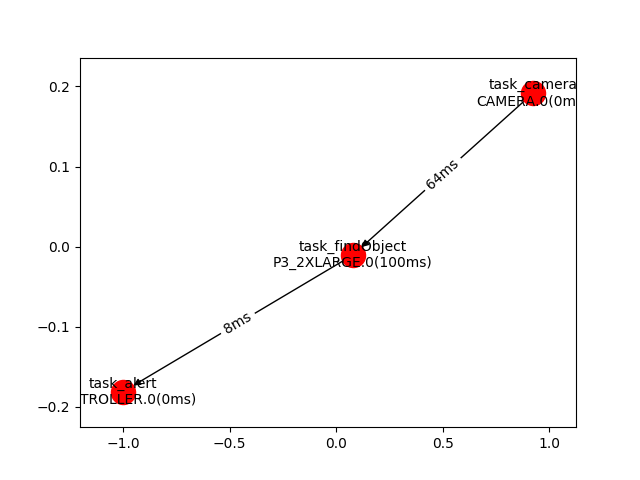 0.2
0.1
0.0
−0.1
−0.2
task_camera
CAMERA.0(0m
64ms
task_findObject
P3_2XLARGE.0(100ms)
8ms
task_alert
TROLLER.0(0ms)
−1.0
−0.5
0.0
0.5
1.0